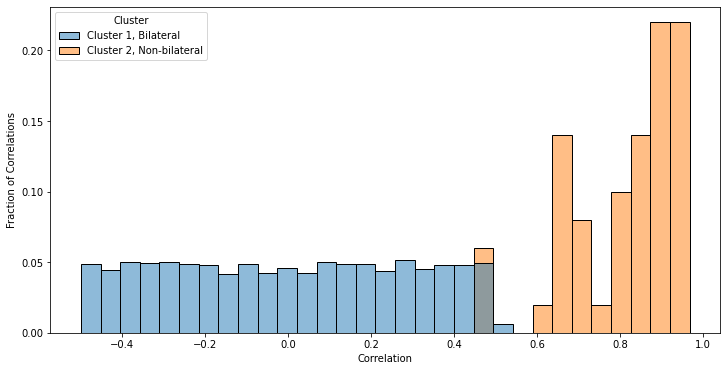 Cluster
Cluster 1, Bilateral
Cluster 2, Non-bilateral
Fraction of Correlations
0.20
0.15
0.10
0.05
0.00
−0.4 −0.2 0.0 0.2 0.4 0.6 0.8 1.0
Correlation